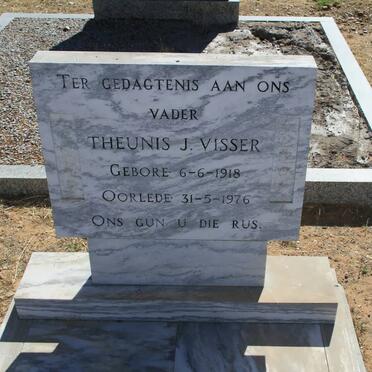 TER GEDAGTENIS AAN ONS
VADER
THEUNIS J. VISSER
GEBORE 6-6-1918
OORLEDE 31-5-1976
ONS GUN U DIE RUS.